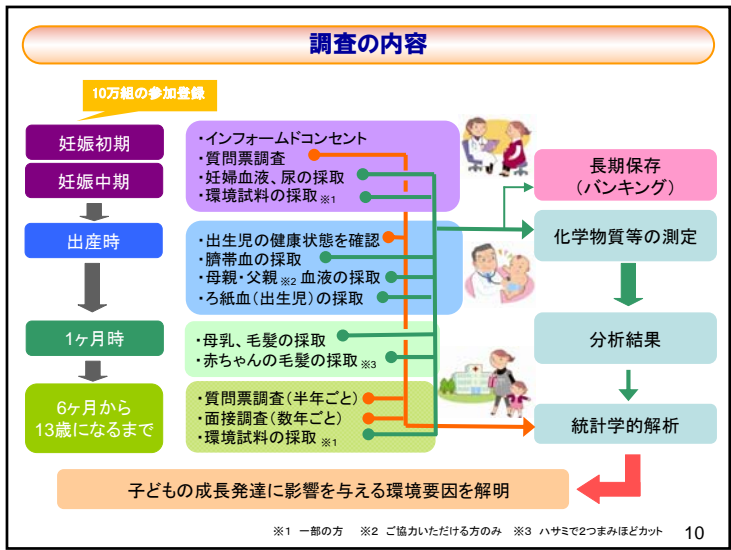 調査の内容
10万組の参加登録
妊娠初期
妊娠中期
出産時
1ヶ月時
6ヶ月から
13歳になるまで
・インフォームドコンセント
・質問票調査
・妊婦血液、尿の採取
・環境試料の採取※1
・出生児の健康状態を確認
・臍帯血の採取
・母親・父親※2血液の採取
・ろ紙血(出生児)の採取
・母乳、毛髪の採取
・赤ちゃんの毛髪の採取※3
・質問票調査(半年ごと)
・面接調査(数年ごと)
・環境試料の採取※1
長期保存
(バンキング)
化学物質等の測定
分析結果
統計学的解析
子どもの成長発達に影響を与える環境要因を解明
※1 一部の方 ※2 ご協力いただける方のみ ※3 ハサミで2つまみほどカット
10